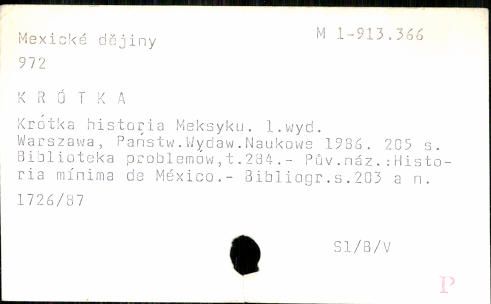 Mexické dějiny
M 1-913.366
972
K R Ó T K A
Krótka historia Meksyku. 1.wyd.
Warszawa, Państw.Wydaw.Naukowe 1986. 205 s.
Biblioteka problemów,t.284.- Pův.náz.:Histo-
ria mínima de México.- Bibliogr.s.203 a n.
1726/87
Sl/B/V
P